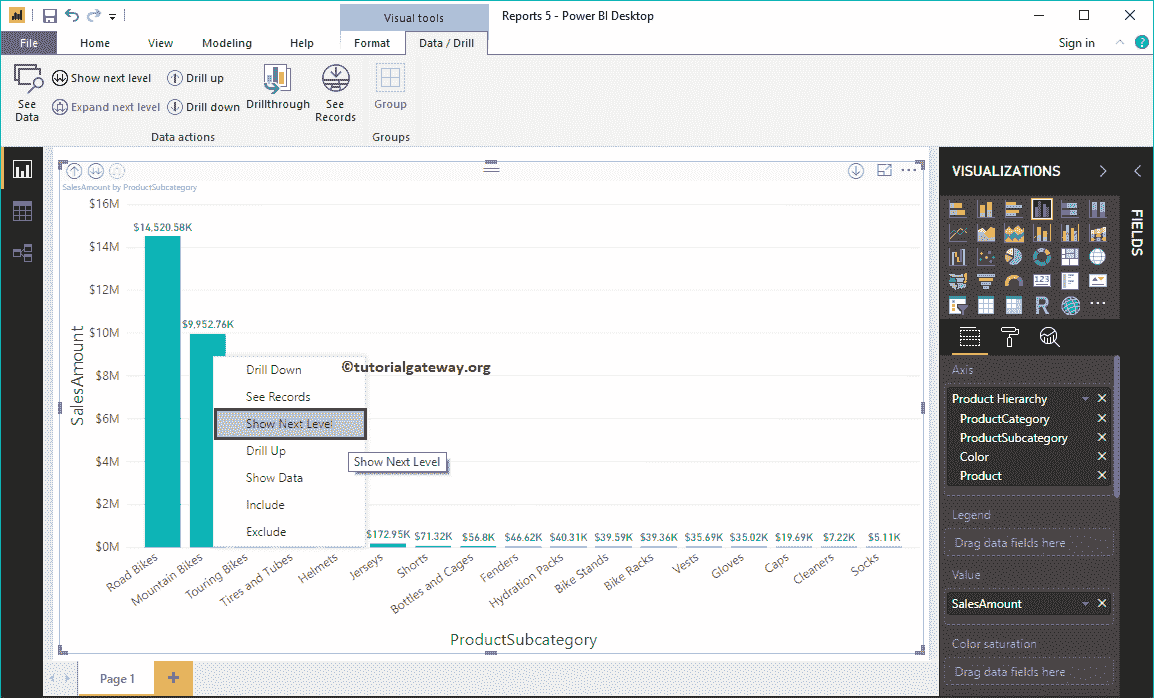 Visual tools
Reports 5 - Power BI Desktop
File Home View Modeling Help Format Data / Drill
Sign in
?
See Data
Show next level
Expand next level
Drill up
Drill down
Drillthrough
See Records
Group
Data actions
Groups
SalesAmount by ProductSubcategory
SalesAmount
$16M
$14M
$12M
$10M
$8M
$6M
$4M
$2M
$0M
$14,520.58K
$9,952.76K
$172.95K
$71.32K
$56.8K
$46.62K
$40.31K
$39.59K
$39.36K
$35.69K
$35.02K
$19.69K
$7.22K
$5.11K
©tutorialgateway.org
Drill Down
See Records
Show Next Level
Drill Up
Show Data
Include
Exclude
Show Next Level
Road Bikes
Mountain Bikes
Touring Bikes
Tires and Tubes
Helmets
Jerseys
Shorts
Bottles and Cages
Fenders
Hydration Packs
Bike Stands
Bike Racks
Vests
Gloves
Caps
Cleaners
Socks
ProductSubcategory
Page 1
+
VISUALIZATIONS
123
R
Axis
Product Hierarchy
ProductCategory
ProductSubcategory
Color
Product
Legend
Drag data fields here
Value
SalesAmount
Color saturation
Drag data fields here
FIELDS